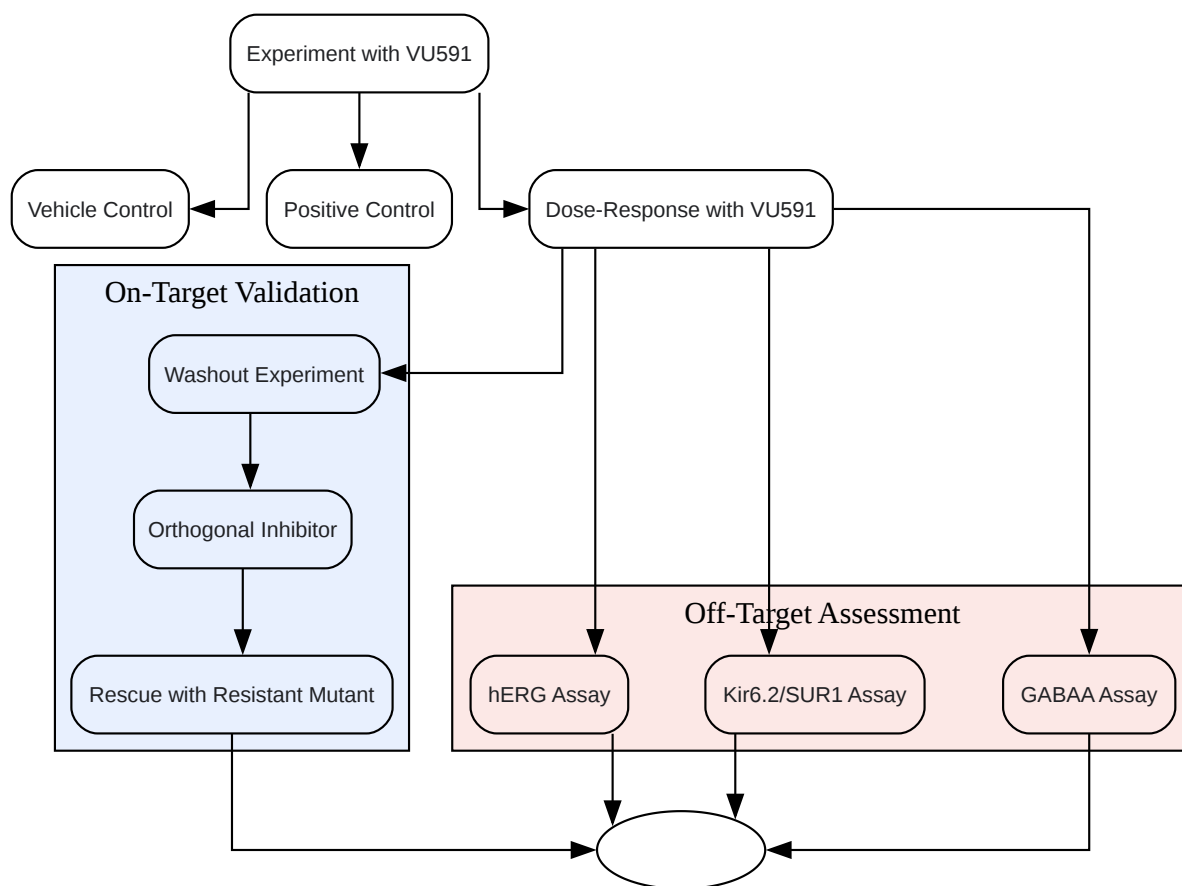 Experiment with VU591
Vehicle Control
Positive Control
Dose-Response with VU591
On-Target Validation
Washout Experiment
Orthogonal Inhibitor
Off-Target Assessment
Rescue with Resistant Mutant
hERG Assay
Kir6.2/SUR1 Assay
GABAA Assay